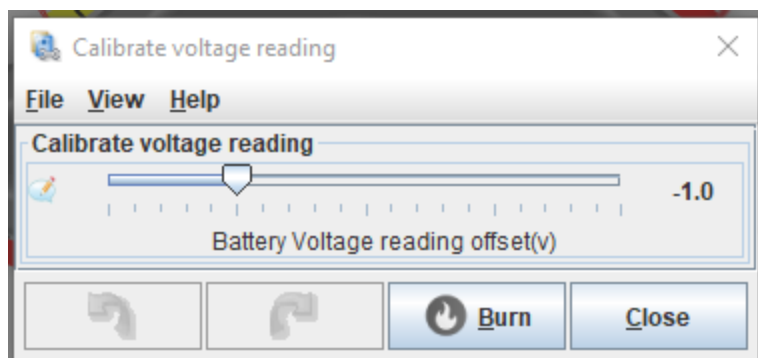 Calibrate voltage reading
File View Help
Calibrate voltage reading
-1.0
Battery Voltage reading offset(v)
Burn Close